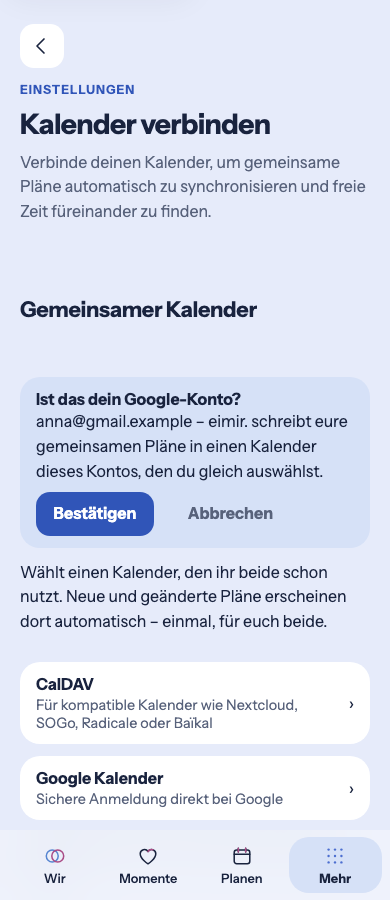 EINSTELLUNGEN
Kalender verbinden
Verbinde deinen Kalender, um gemeinsame
Pläne automatisch zu synchronisieren und freie
Zeit füreinander zu finden.
Gemeinsamer Kalender
Ist das dein Google-Konto?
anna@gmail.example – eimir. schreibt eure
gemeinsamen Pläne in einen Kalender
dieses Kontos, den du gleich auswählst.
Bestätigen
Abbrechen
Wählt einen Kalender, den ihr beide schon
nutzt. Neue und geänderte Pläne erscheinen
dort automatisch – einmal, für euch beide.
CalDAV
Für kompatible Kalender wie Nextcloud,
SOGo, Radicale oder Baïkal
Google Kalender
Sichere Anmeldung direkt bei Google
Wir
Momente
Planen
Mehr